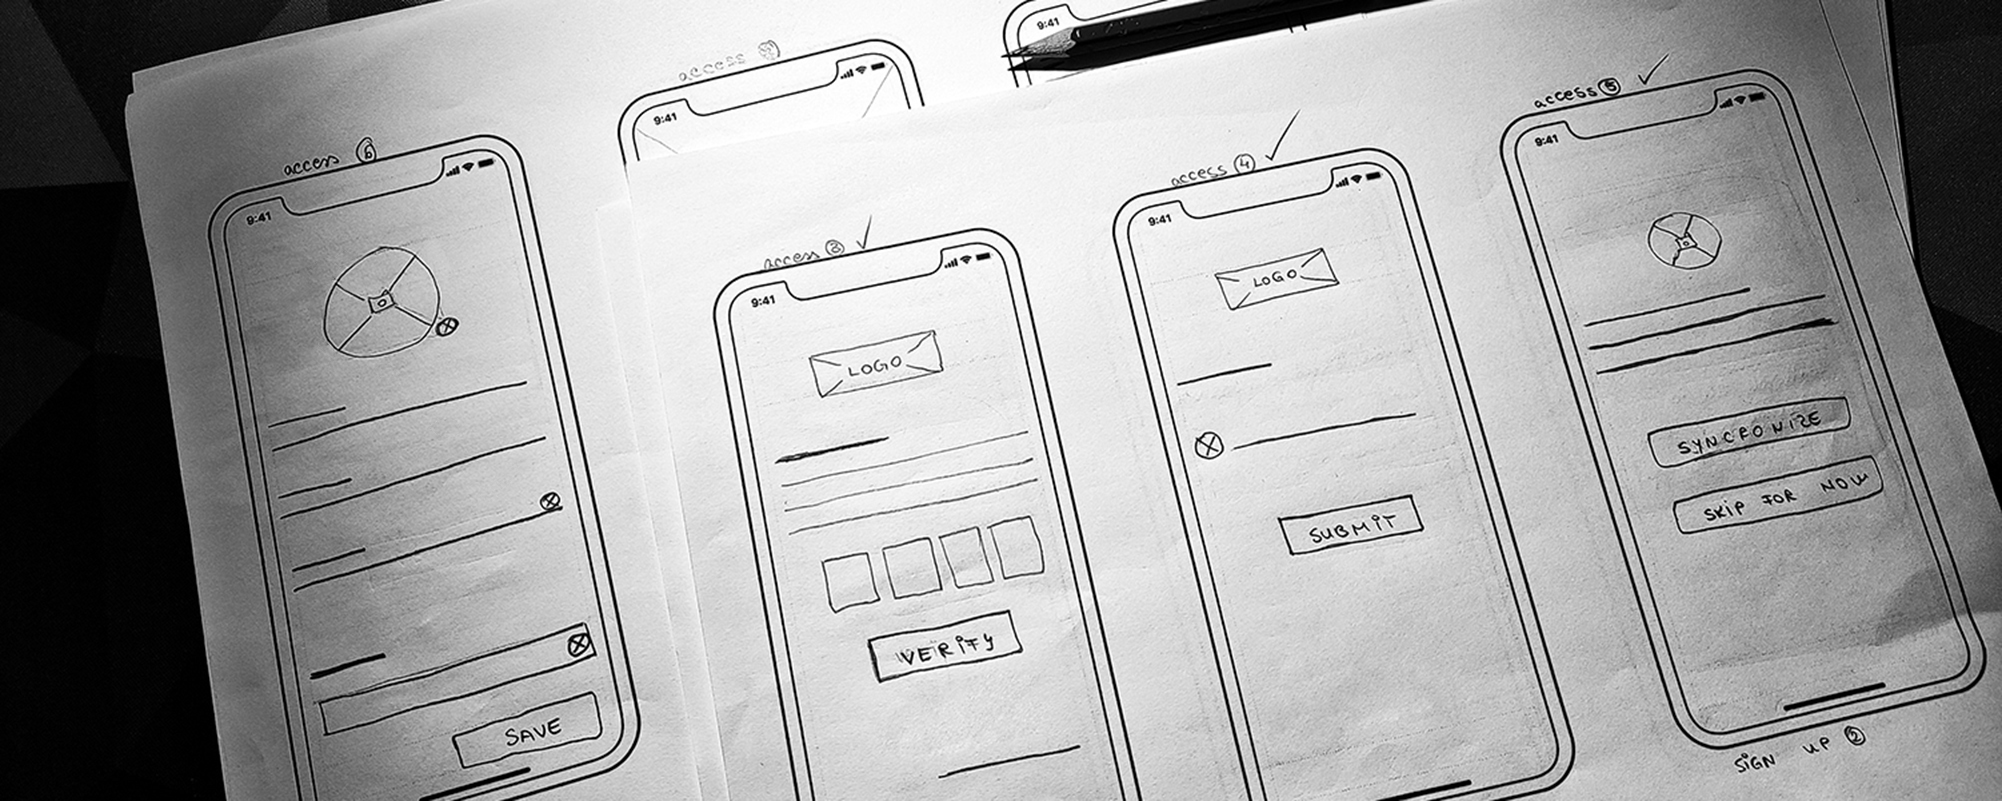 access 6
9:41
SAVE
access
9:41
9:41
access 3
9:41
LOGO
VERIFY
access 4
9:41
LOGO
SUBMIT
access 5
9:41
SYNCRONIZE
SKIP FOR NOW
SIGN UP 2